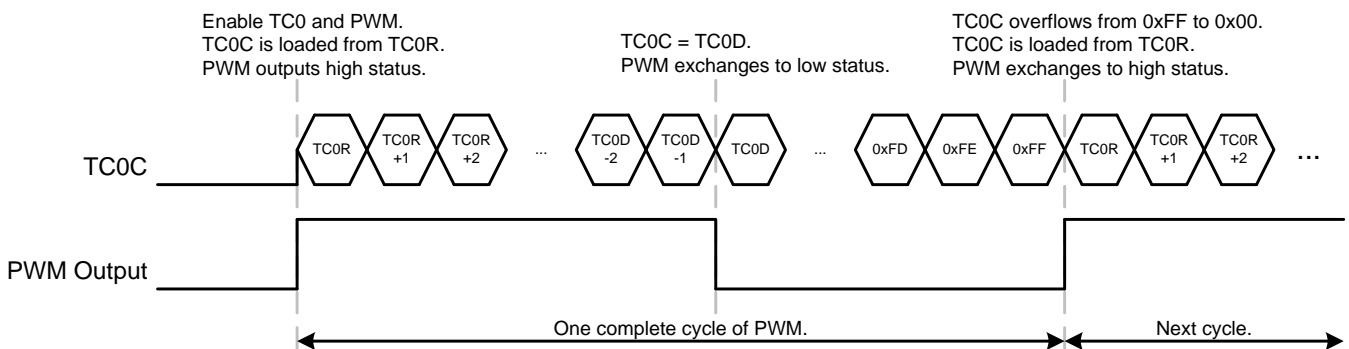 Enable TC0 and PWM.
TC0C is loaded from TC0R.
PWM outputs high status.
TC0C = TC0D.
PWM exchanges to low status.
TC0C overflows from 0xFF to 0x00.
TC0C is loaded from TC0R.
PWM exchanges to high status.
TC0C
TC0R
TC0R
+1
TC0R
+2
...
TC0D
-2
TC0D
-1
TC0D
...
0xFD
0xFE
0xFF
TC0R
TC0R
+1
TC0R
+2
...
PWM Output
One complete cycle of PWM.
Next cycle.